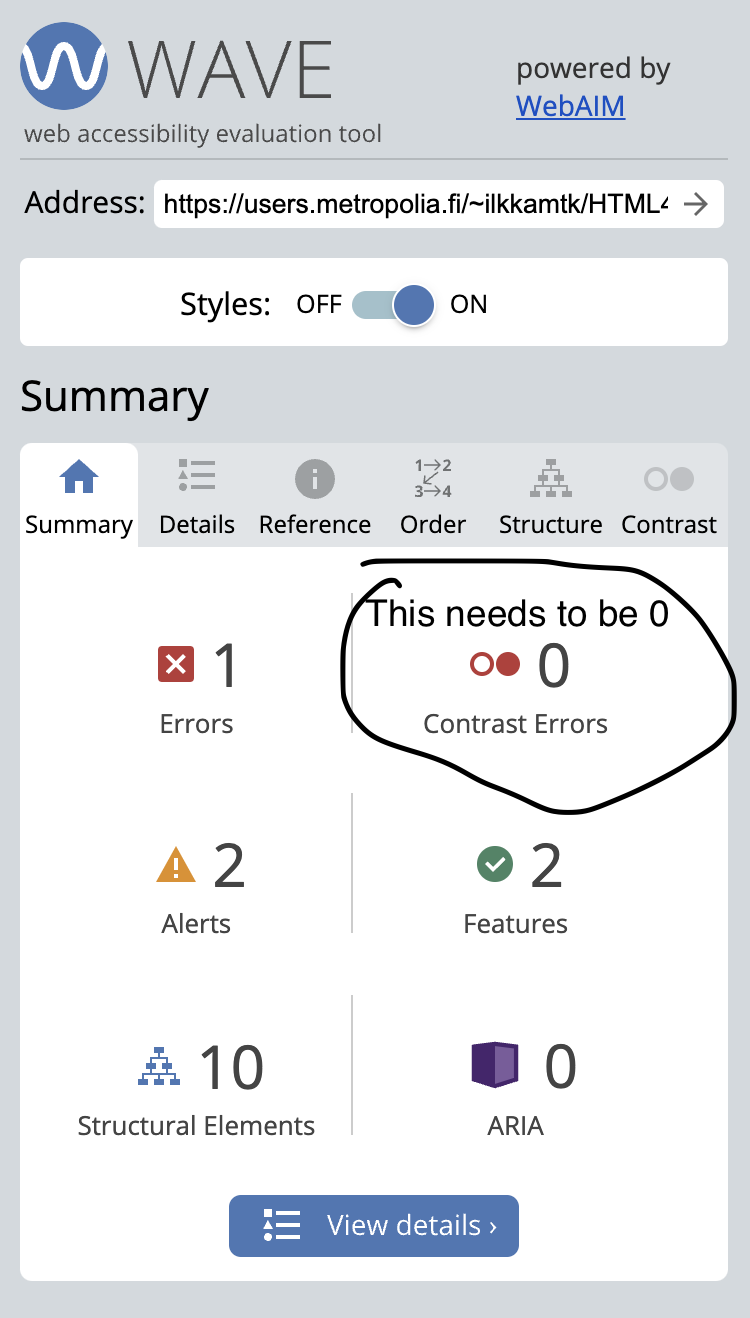 WAVE
powered by
WebAIM
web accessibility evaluation tool
Address: https://users.metropolia.fi/~ilkkamtk/HTML4
Styles: OFF ON
Summary
1 2
3 4
Summary Details Reference Order Structure Contrast
This needs to be 0
1 0
Errors Contrast Errors
2 2
Alerts Features
10 0
Structural Elements ARIA
View details ›